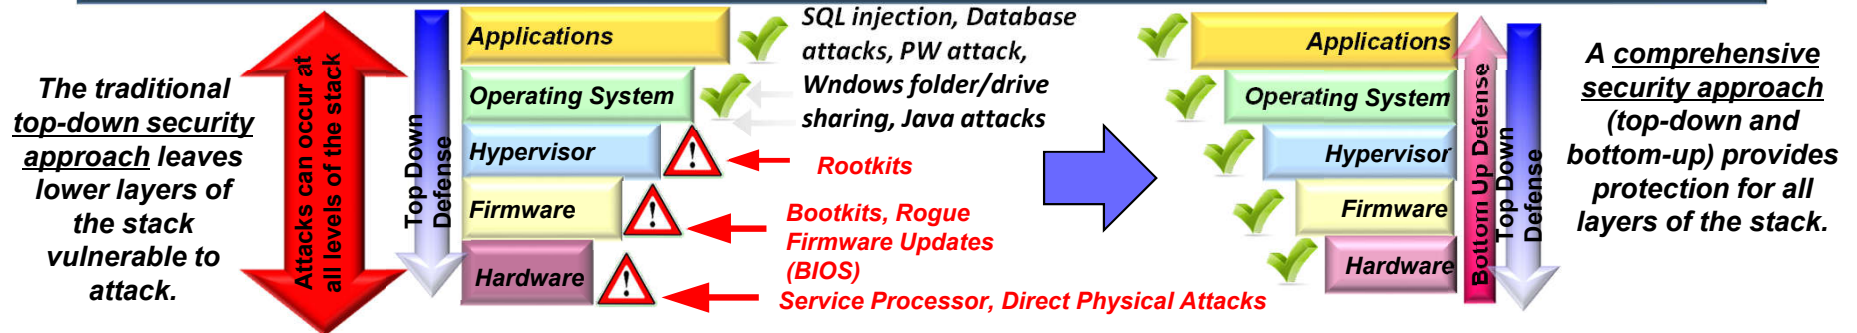 The traditional
top-down security
approach leaves
lower layers of
the stack
vulnerable to
attack.
Attacks can occur at
all levels of the stack
Top Down
Defense
Applications
Operating System
Hypervisor
Firmware
Hardware
SQL injection, Database
attacks, PW attack,
Wndows folder/drive
sharing, Java attacks
Rootkits
Bootkits, Rogue
Firmware Updates
(BIOS)
Service Processor, Direct Physical Attacks
Applications
Operating System
Hypervisor
Firmware
Hardware
Bottom Up Defense
Top Down
Defense
A comprehensive
security approach
(top-down and
bottom-up) provides
protection for all
layers of the stack.